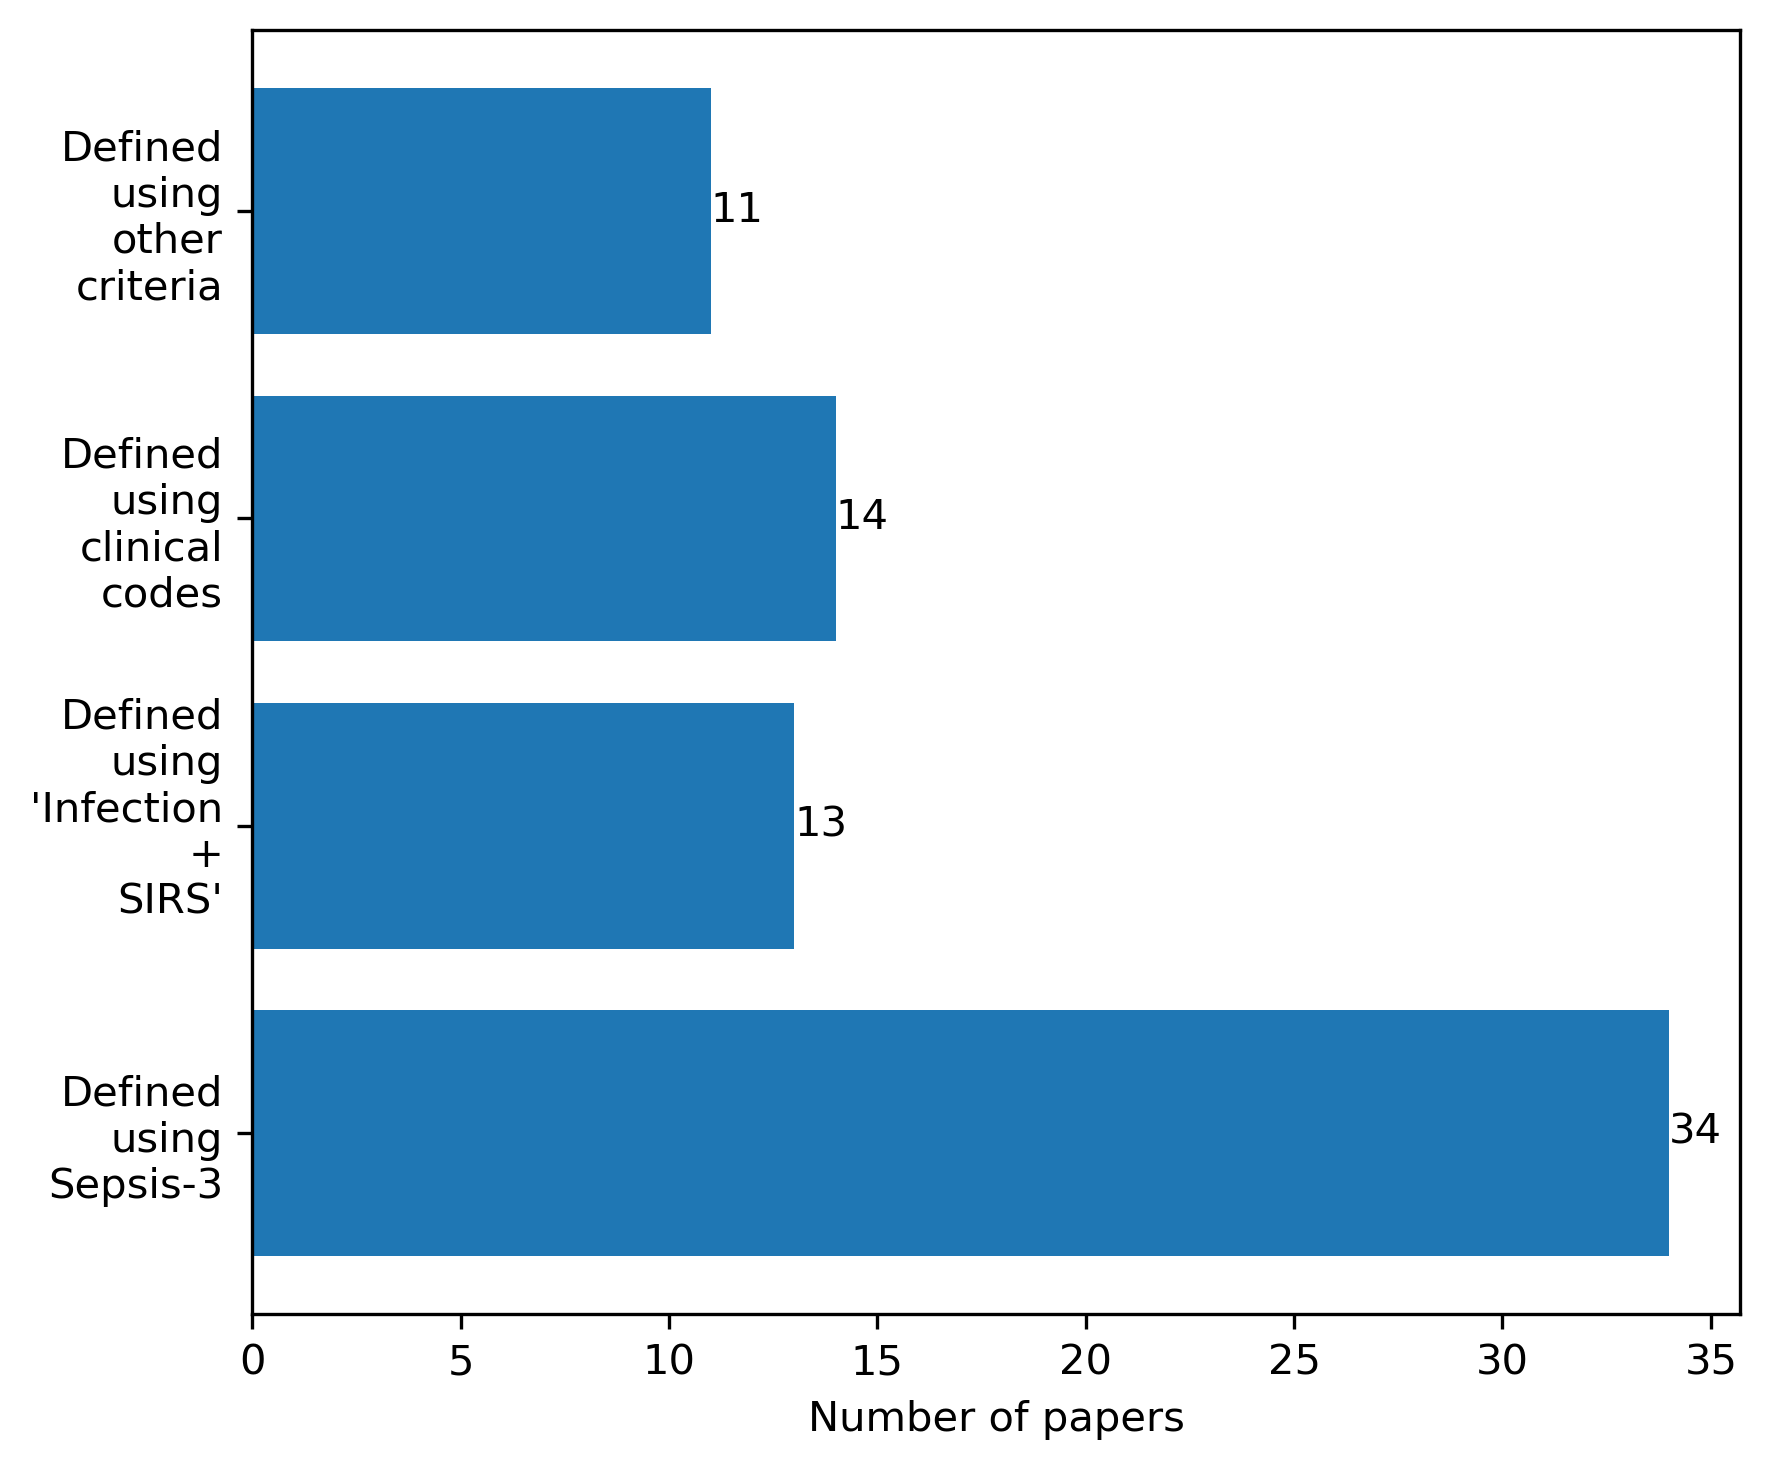 Defined
using
other
criteria
11
Defined
using
clinical
codes
14
Defined
using
'Infection
+
SIRS'
13
Defined
using
Sepsis-3
34
0 5 10 15 20 25 30 35
Number of papers